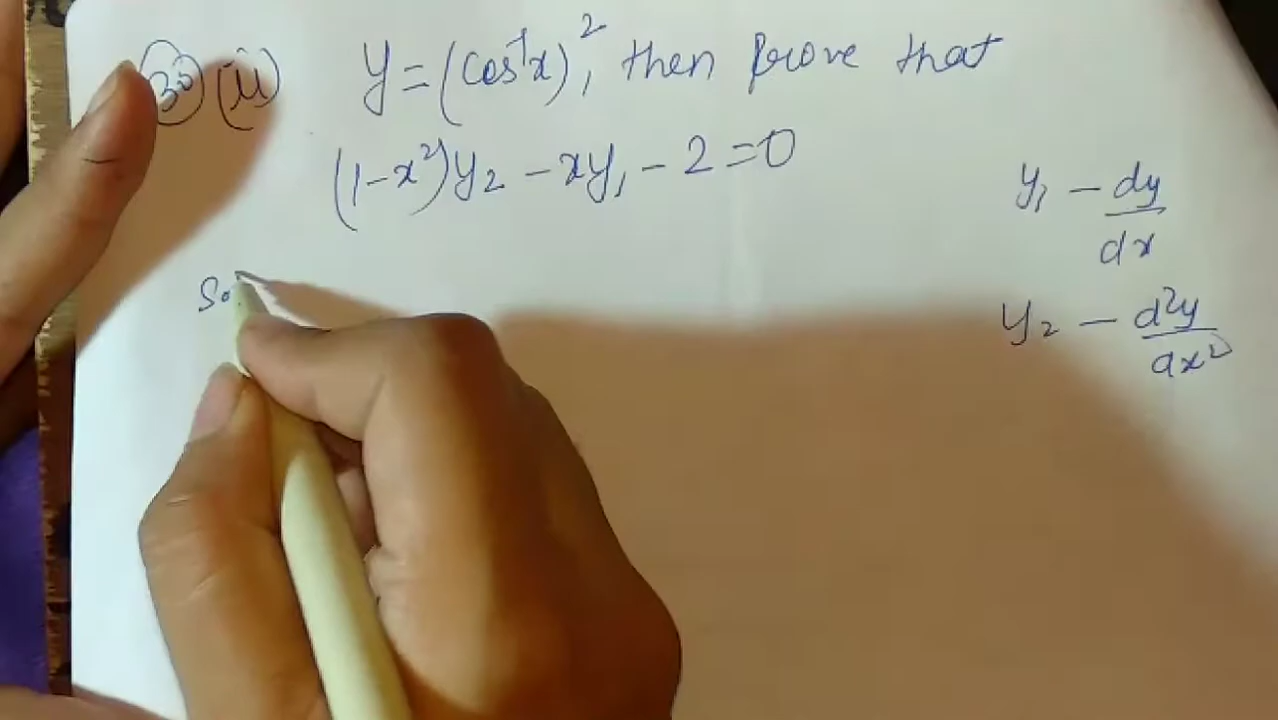 30 (ii) y = (cos⁻¹x)², then prove that
(1-x²)y₂ - xy₁ - 2 = 0
y₁ - dy/dx
y₂ - d²y/dx²
So